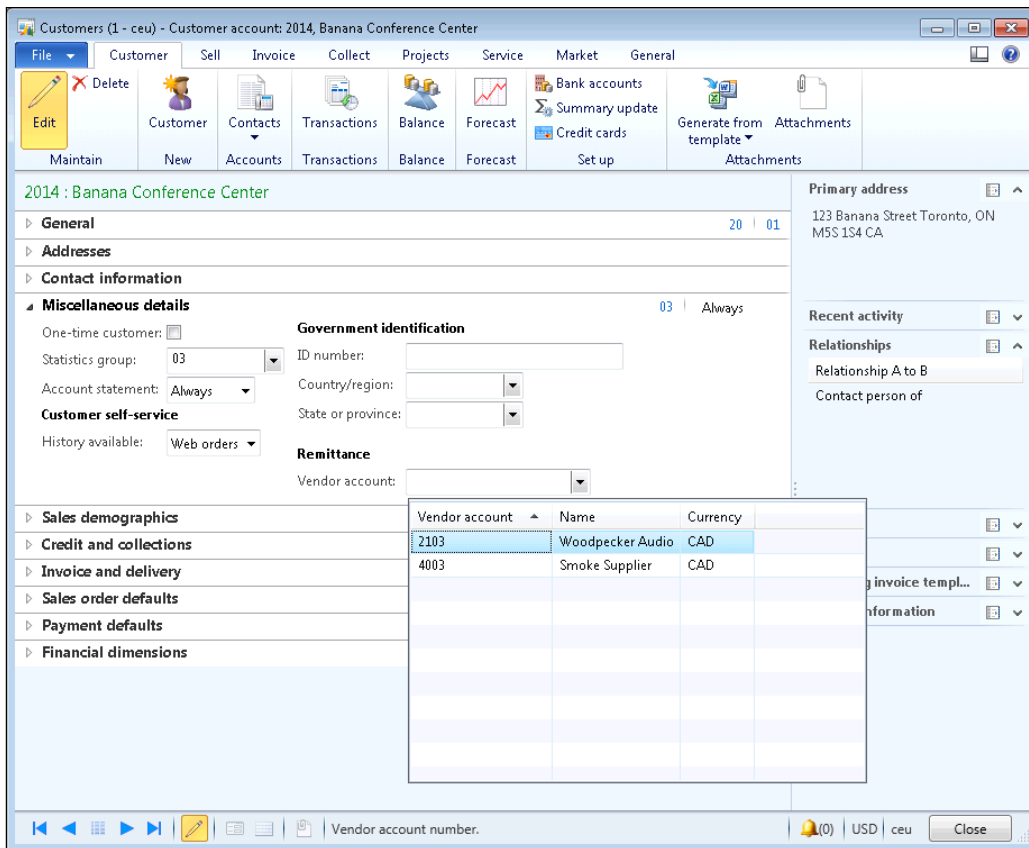 Customers (1 - ceu) - Customer account: 2014, Banana Conference Center
File Customer Sell Invoice Collect Projects Service Market General
Edit
Delete
Maintain
Customer
New
Contacts
Accounts
Transactions
Transactions
Balance
Balance
Forecast
Forecast
Bank accounts
Summary update
Credit cards
Set up
Generate from
template
Attachments
Attachments
2014 : Banana Conference Center
General 20 01
Addresses
Contact information
Miscellaneous details 03 Always
One-time customer:
Statistics group: 03
Account statement: Always
Customer self-service
History available: Web orders
Government identification
ID number:
Country/region:
State or province:
Remittance
Vendor account:
Vendor account Name Currency
2103 Woodpecker Audio CAD
4003 Smoke Supplier CAD
Sales demographics
Credit and collections
Invoice and delivery
Sales order defaults
Payment defaults
Financial dimensions
Primary address
123 Banana Street Toronto, ON
M5S 1S4 CA
Recent activity
Relationships
Relationship A to B
Contact person of
invoice templ...
Vendor account number.
(0) USD ceu Close